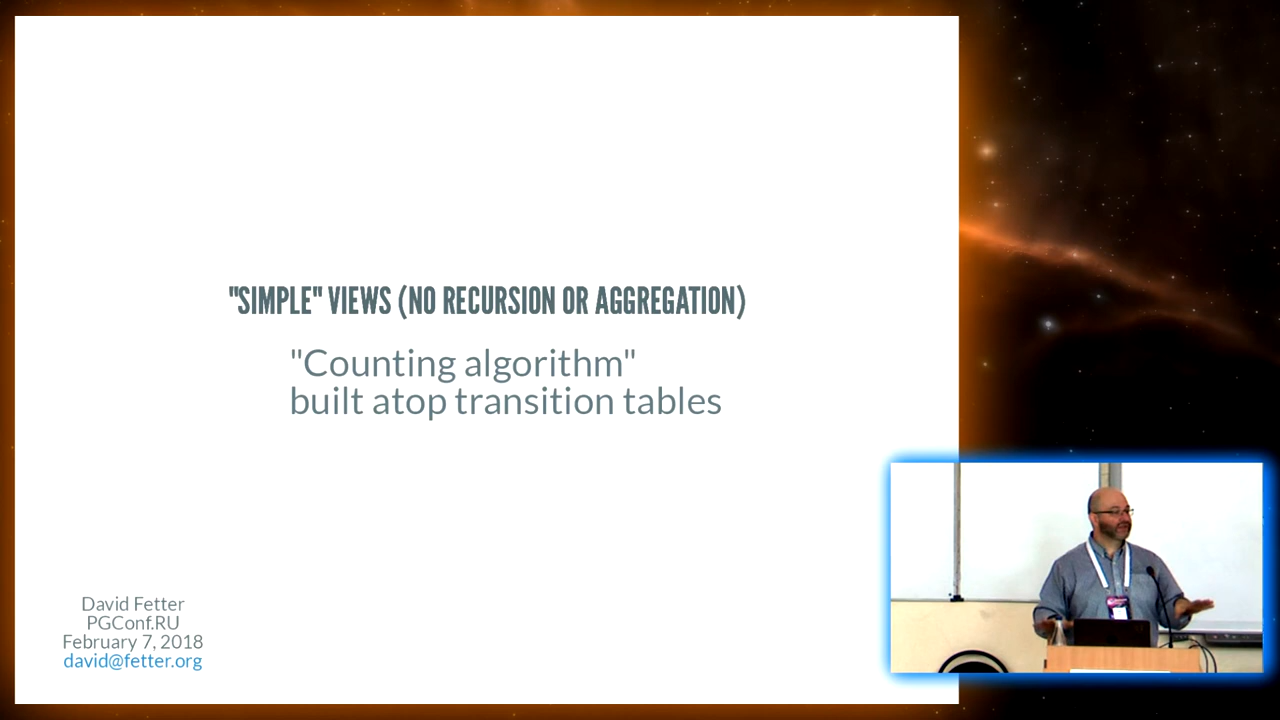 "SIMPLE" VIEWS (NO RECURSION OR AGGREGATION)
"Counting algorithm"
built atop transition tables
David Fetter
PGConf.RU
February 7, 2018
david@fetter.org